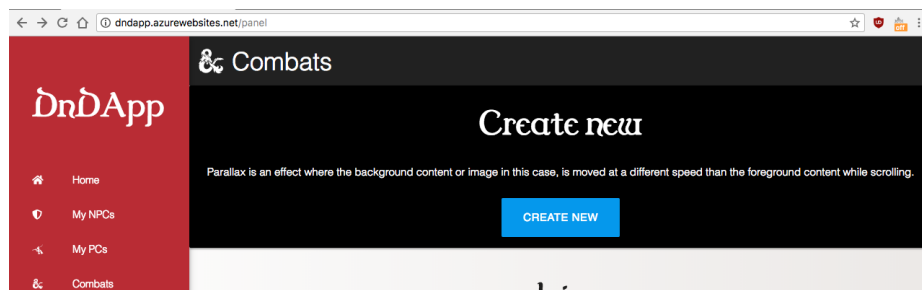 dndapp.azurewebsites.net/panel
off
& Combats
DnDApp
Create new
Parallax is an effect where the background content or image in this case, is moved at a different speed than the foreground content while scrolling.
CREATE NEW
Home
My NPCs
My PCs
& Combats